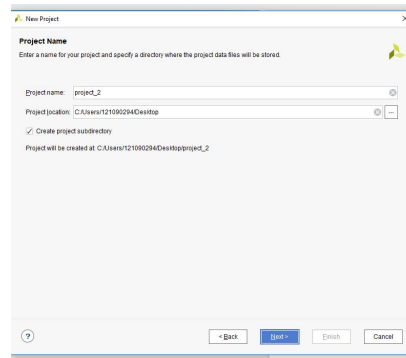 New Project
Project Name
Enter a name for your project and specify a directory where the project data files will be stored.
Project name: project_2
Project location: C:/Users/121090294/Desktop
Create project subdirectory
Project will be created at: C:/Users/121090294/Desktop/project_2
? < Back Next > Finish Cancel